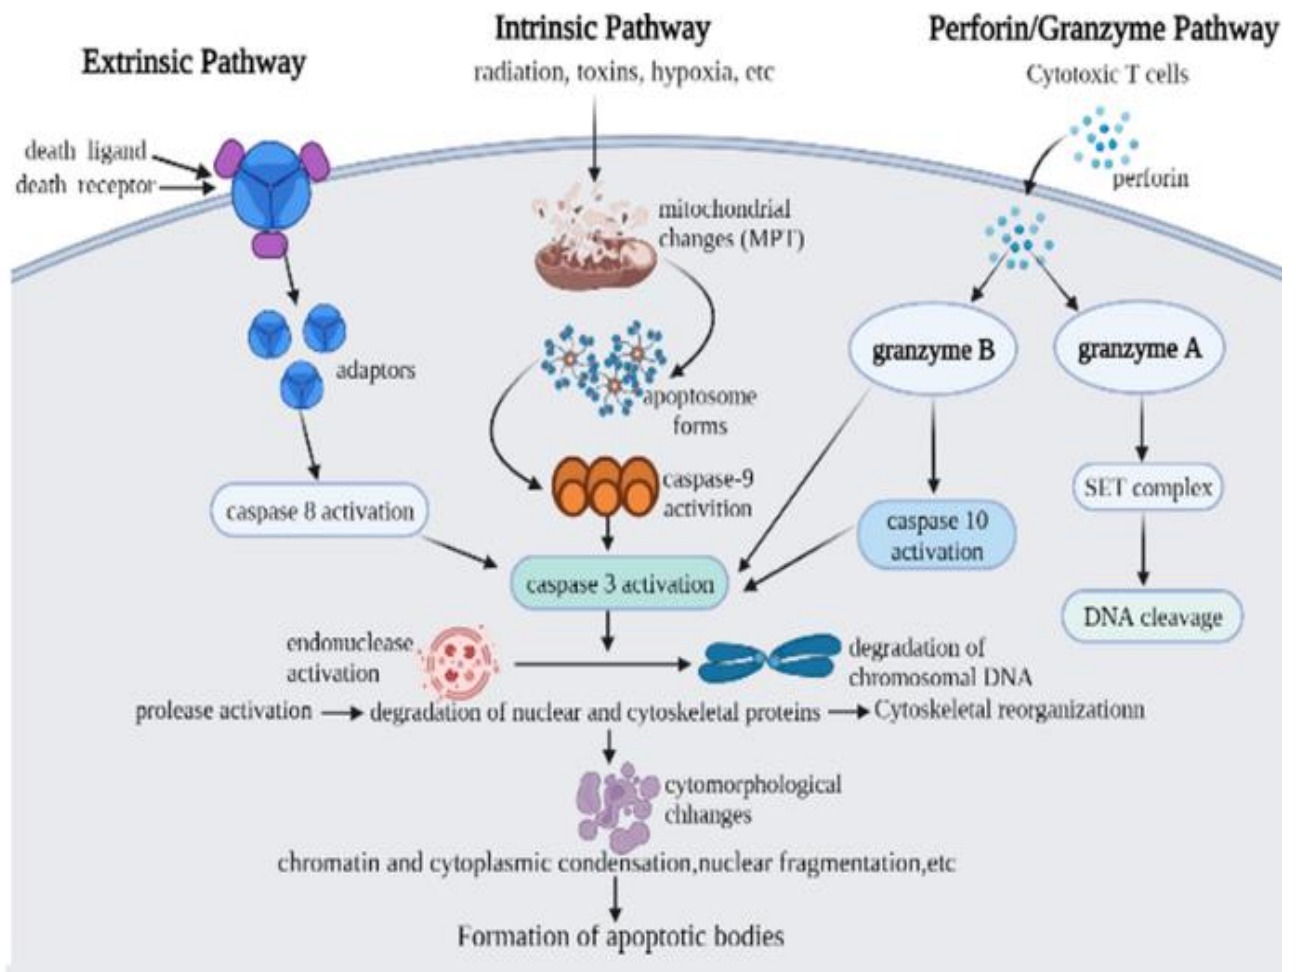 Extrinsic Pathway
death ligand
death receptor
adaptors
caspase 8 activation
Intrinsic Pathway
radiation, toxins, hypoxia, etc
mitochondrial
changes (MPT)
apoptosome
forms
caspase-9
activition
caspase 3 activation
Perforin/Granzyme Pathway
Cytotoxic T cells
perforin
granzyme B
granzyme A
caspase 10
activation
SET complex
DNA cleavage
endonuclease
activation
degradation of
chromosomal DNA
prolease activation
degradation of nuclear and cytoskeletal proteins
Cytoskeletal reorganizationn
cytomorphological
chhanges
chromatin and cytoplasmic condensation,nuclear fragmentation,etc
Formation of apoptotic bodies